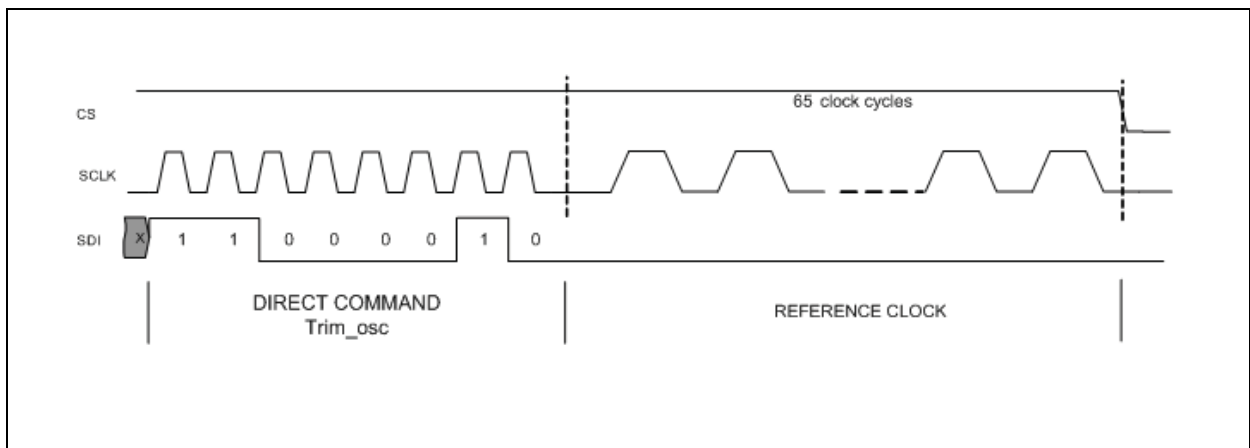 CS
65 clock cycles
SCLK
SDI
X 1 1 0 0 0 0 1 0
DIRECT COMMAND
Trim_osc
REFERENCE CLOCK